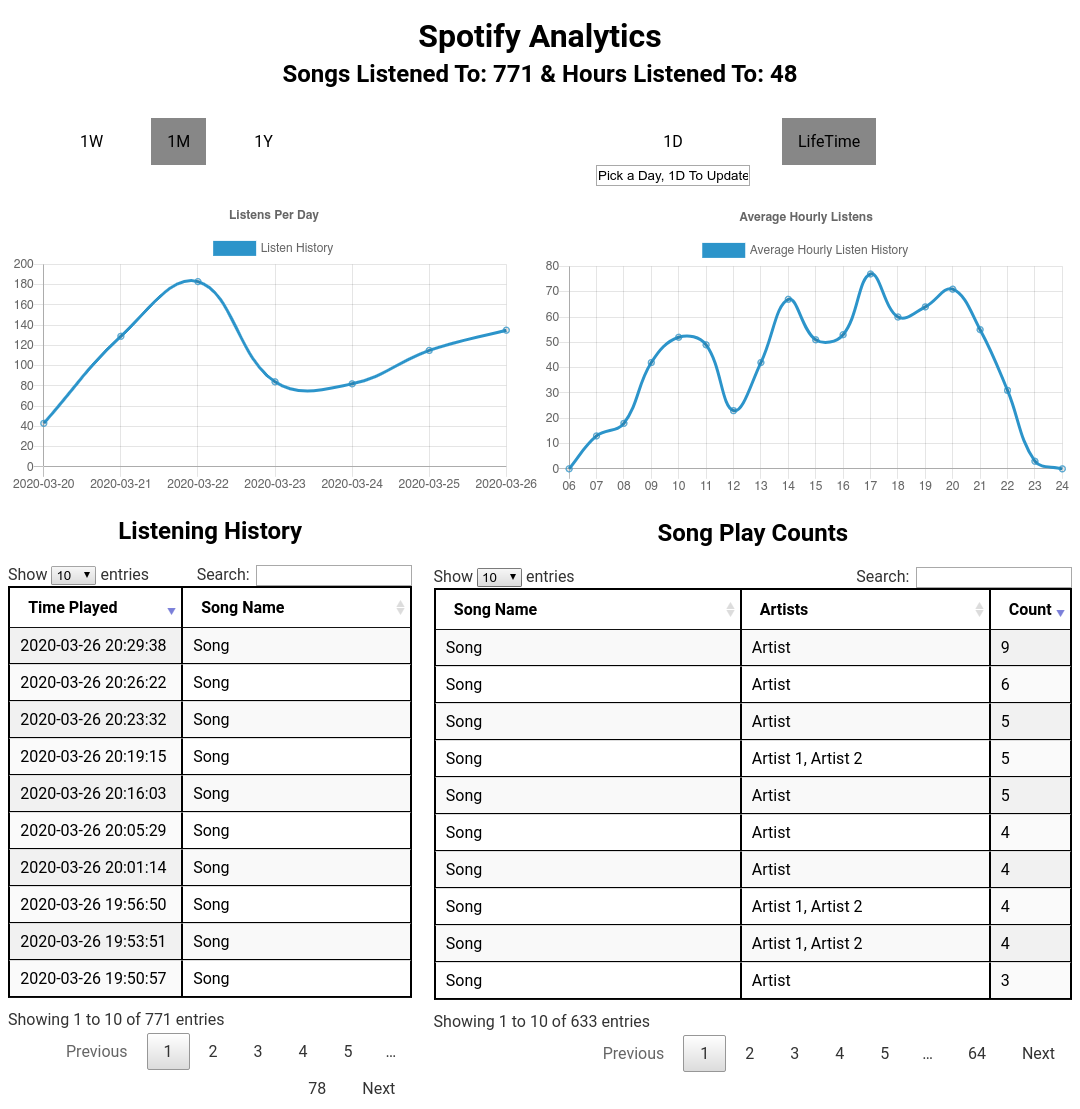 Spotify Analytics
Songs Listened To: 771 & Hours Listened To: 48
1W 1M 1Y
1D LifeTime
Pick a Day, 1D To Update
Listens Per Day
Listen History
200
180
160
140
120
100
80
60
40
20
0
2020-03-20 2020-03-21 2020-03-22 2020-03-23 2020-03-24 2020-03-25 2020-03-26
Average Hourly Listens
Average Hourly Listen History
80
70
60
50
40
30
20
10
0
06 07 08 09 10 11 12 13 14 15 16 17 18 19 20 21 22 23 24
Listening History
Show 10 entries Search:
Time Played Song Name
2020-03-26 20:29:38 Song
2020-03-26 20:26:22 Song
2020-03-26 20:23:32 Song
2020-03-26 20:19:15 Song
2020-03-26 20:16:03 Song
2020-03-26 20:05:29 Song
2020-03-26 20:01:14 Song
2020-03-26 19:56:50 Song
2020-03-26 19:53:51 Song
2020-03-26 19:50:57 Song
Showing 1 to 10 of 771 entries
Previous 1 2 3 4 5 …
78 Next
Song Play Counts
Show 10 entries Search:
Song Name Artists Count
Song Artist 9
Song Artist 6
Song Artist 5
Song Artist 1, Artist 2 5
Song Artist 5
Song Artist 4
Song Artist 4
Song Artist 1, Artist 2 4
Song Artist 1, Artist 2 4
Song Artist 3
Showing 1 to 10 of 633 entries
Previous 1 2 3 4 5 … 64 Next